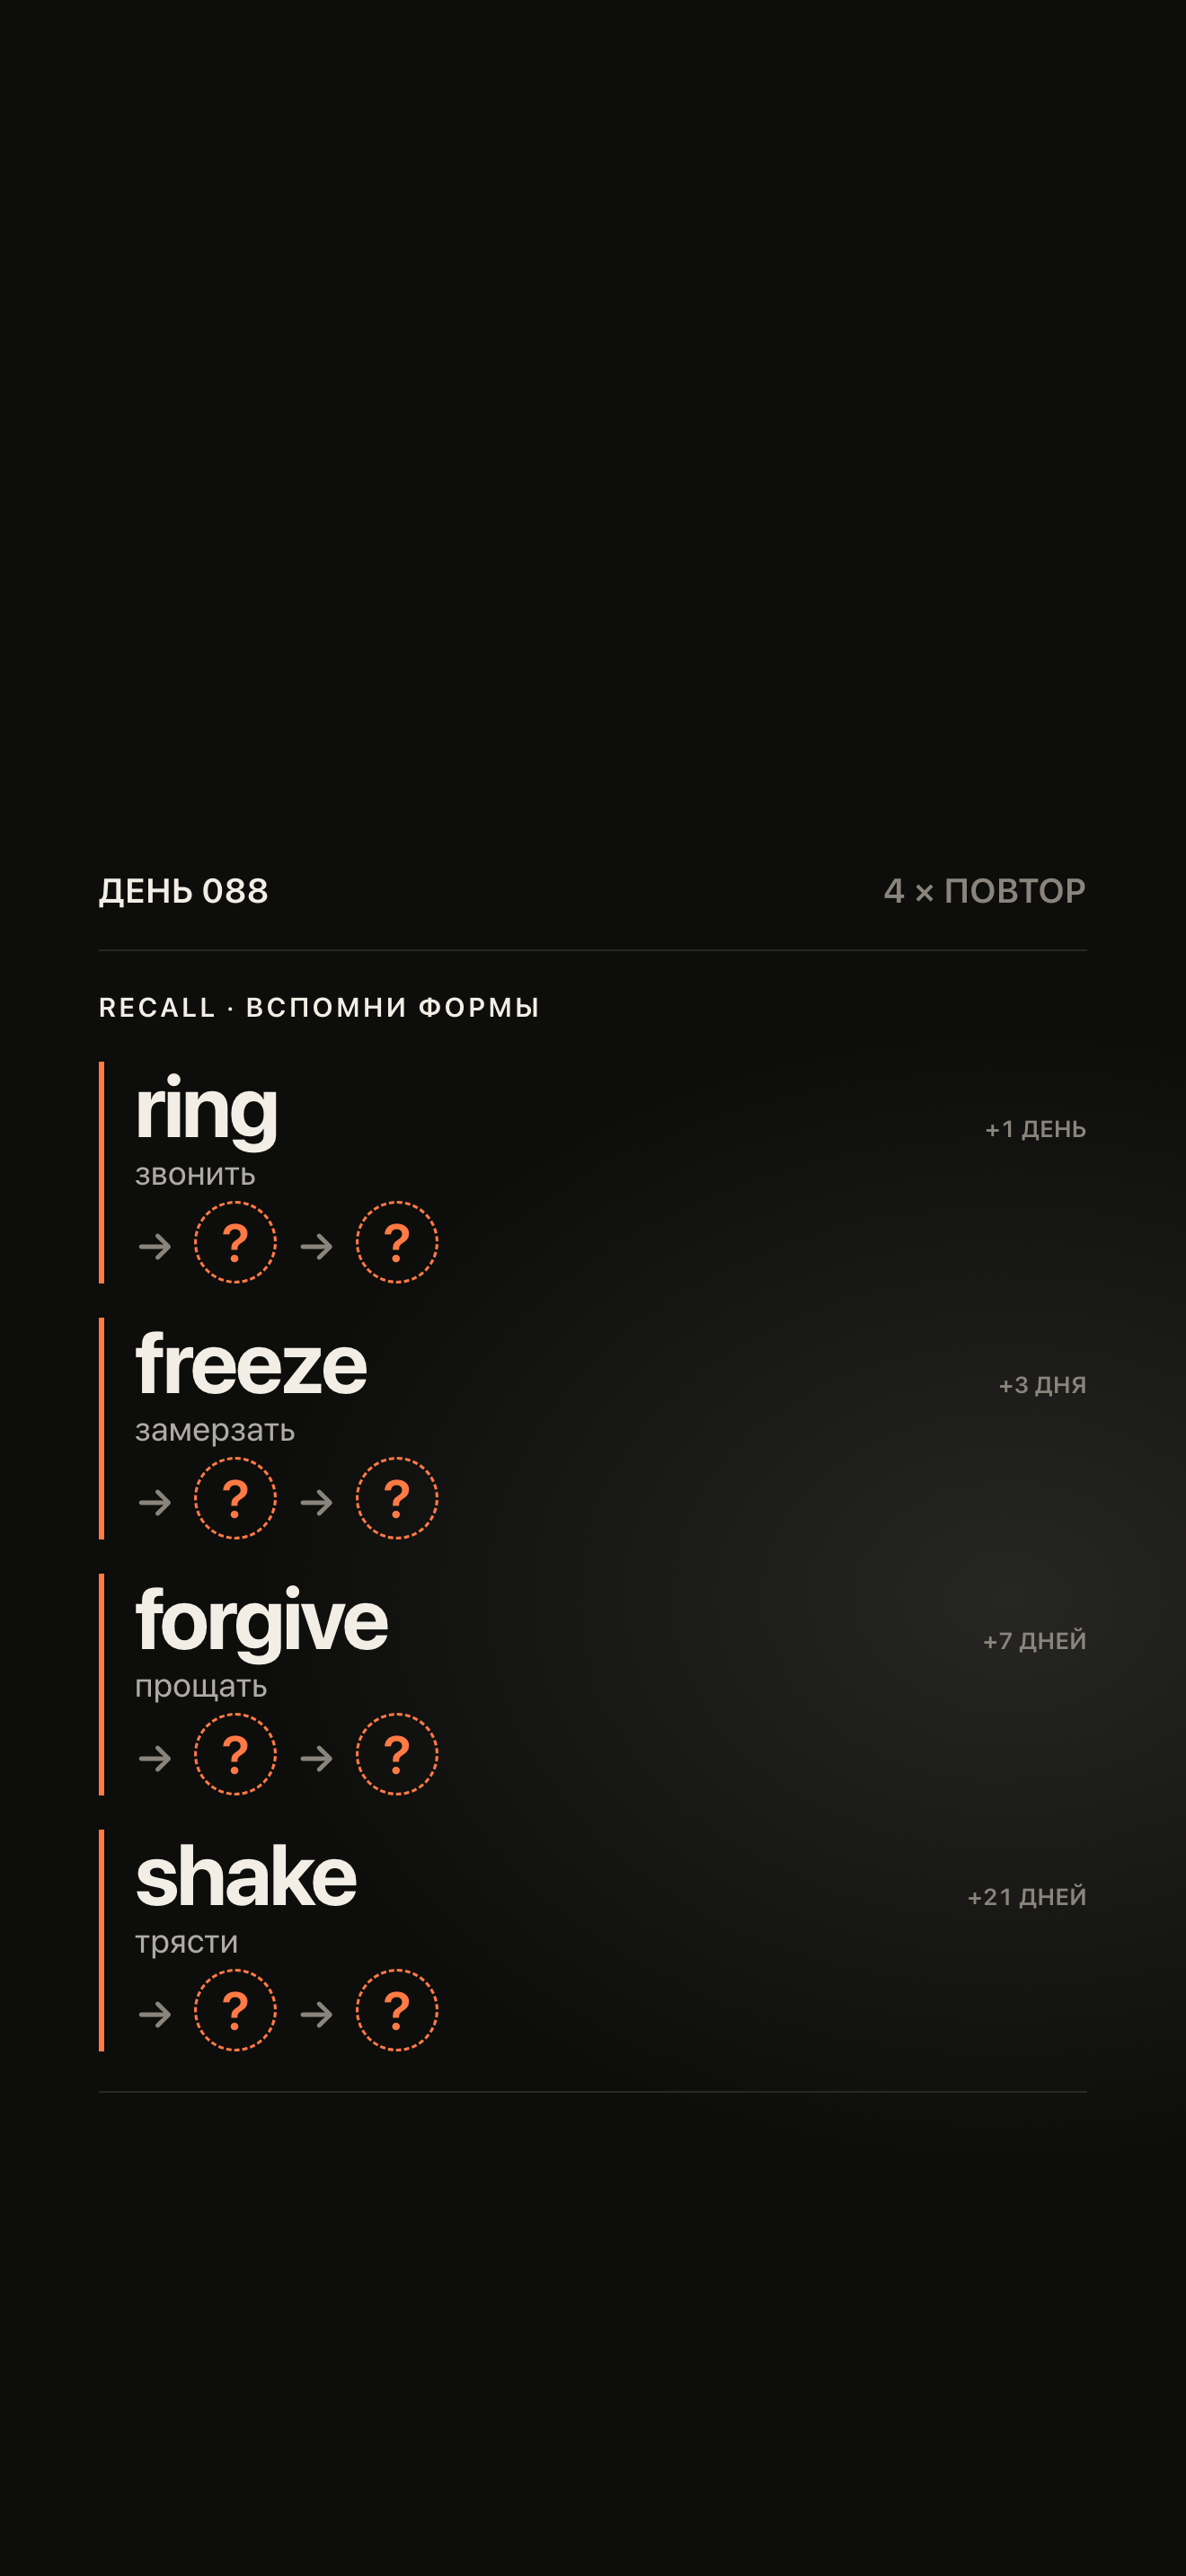 ДЕНЬ 088
4 × ПОВТОР
RECALL · ВСПОМНИ ФОРМЫ
ring
+1 ДЕНЬ
звонить
→ ? → ?
freeze
+3 ДНЯ
замерзать
→ ? → ?
forgive
+7 ДНЕЙ
прощать
→ ? → ?
shake
+21 ДНЕЙ
трясти
→ ? → ?